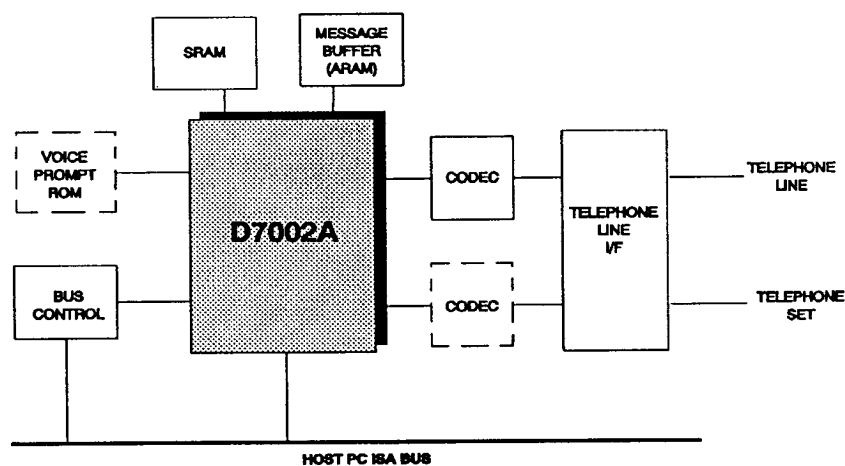 SRAM
MESSAGE
BUFFER
(ARAM)
VOICE
PROMPT
ROM
D7002A
CODEC
TELEPHONE
LINE
I/F
TELEPHONE
LINE
BUS
CONTROL
CODEC
TELEPHONE
SET
HOST PC ISA BUS